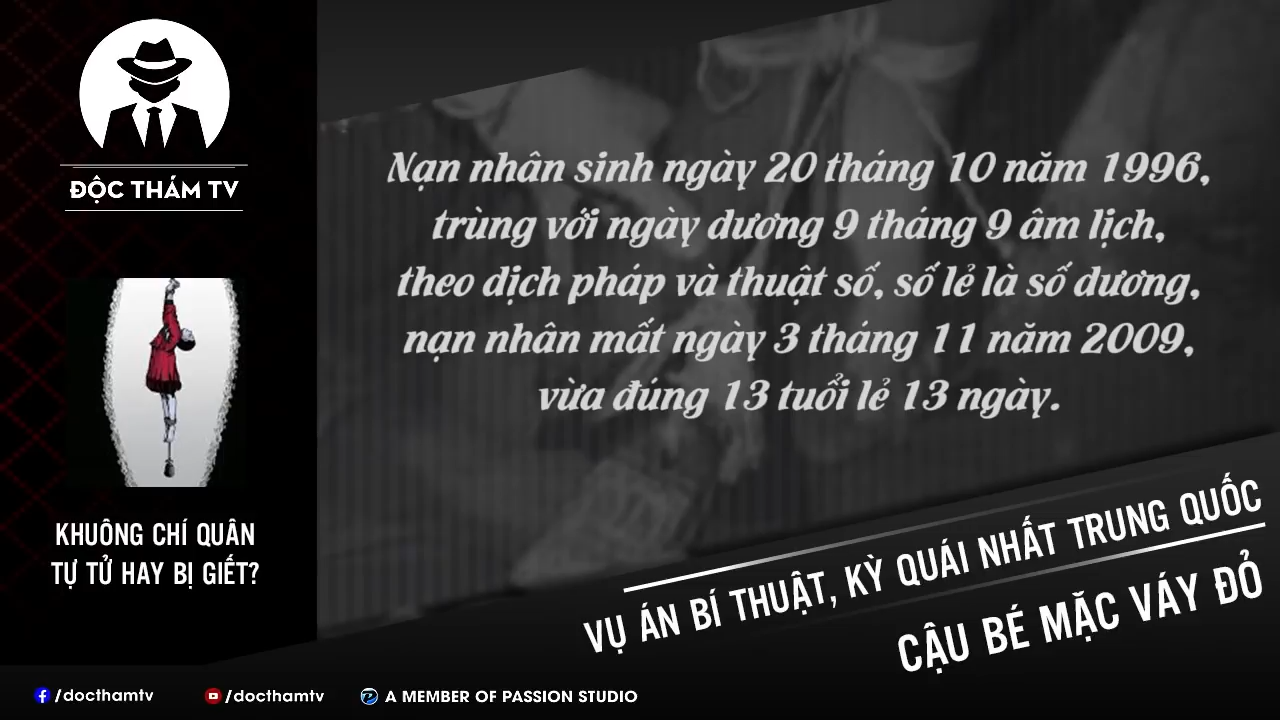 ĐỘC THÁM TV
Nạn nhân sinh ngày 20 tháng 10 năm 1996,
trùng với ngày dương 9 tháng 9 âm lịch,
theo dịch pháp và thuật số, số lẻ là số dương,
nạn nhân mất ngày 3 tháng 11 năm 2009,
vừa đúng 13 tuổi lẻ 13 ngày.
KHUÔNG CHÍ QUÂN
TỰ TỬ HAY BỊ GIẾT?
VỤ ÁN BÍ THUẬT, KỲ QUÁI NHẤT TRUNG QUỐC
CẬU BÉ MẶC VÁY ĐỎ
/docthamtv
/docthamtv
A MEMBER OF PASSION STUDIO